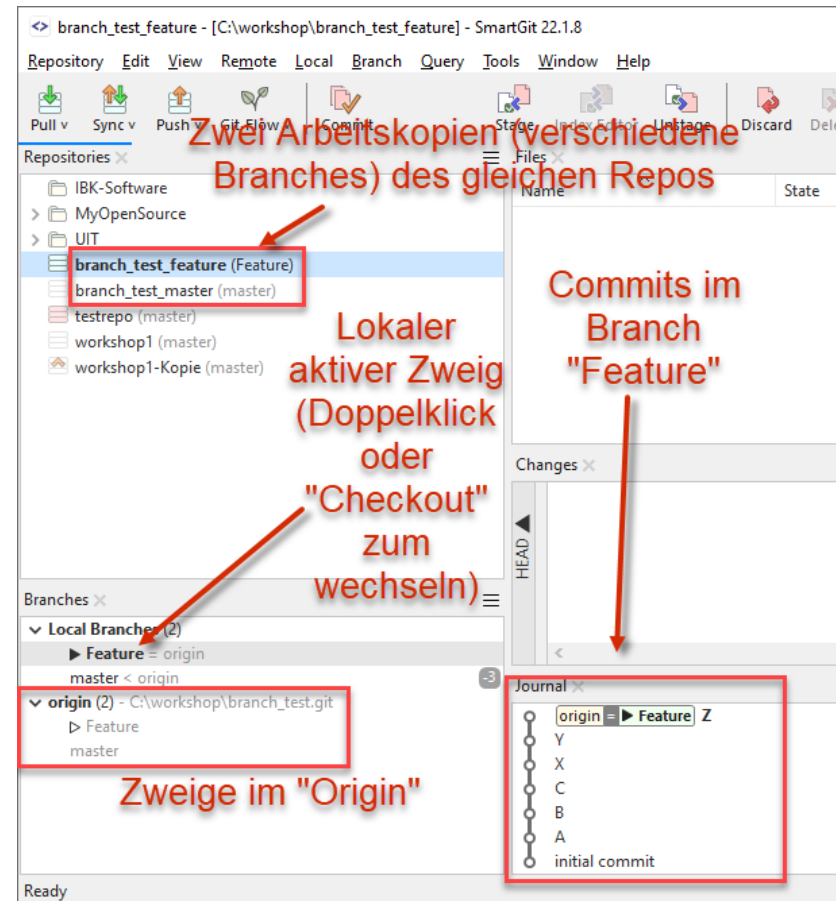 branch_test_feature - [C:\workshop\branch_test_feature] - SmartGit 22.1.8
Repository Edit View Remote Local Branch Query Tools Window Help
Pull Sync Push Git-Flow Commit Stage Index Editor Unstage Discard
Zwei Arbeitskopien (verschiedene
Branches) des gleichen Repos
Repositories
IBK-Software
MyOpenSource
UIT
branch_test_feature (Feature)
branch_test_master (master)
testrepo (master)
workshop1 (master)
workshop1-Kopie (master)
Files
Name State
Lokaler
aktiver Zweig
(Doppelklick
oder
"Checkout"
zum
wechseln)
Commits im
Branch
"Feature"
Changes
HEAD
Branches
Local Branches (2)
Feature = origin
master < origin -3
origin (2) - C:\workshop\branch_test.git
Feature
master
Zweige im "Origin"
Journal
origin = Feature Z
Y
X
C
B
A
initial commit
Ready